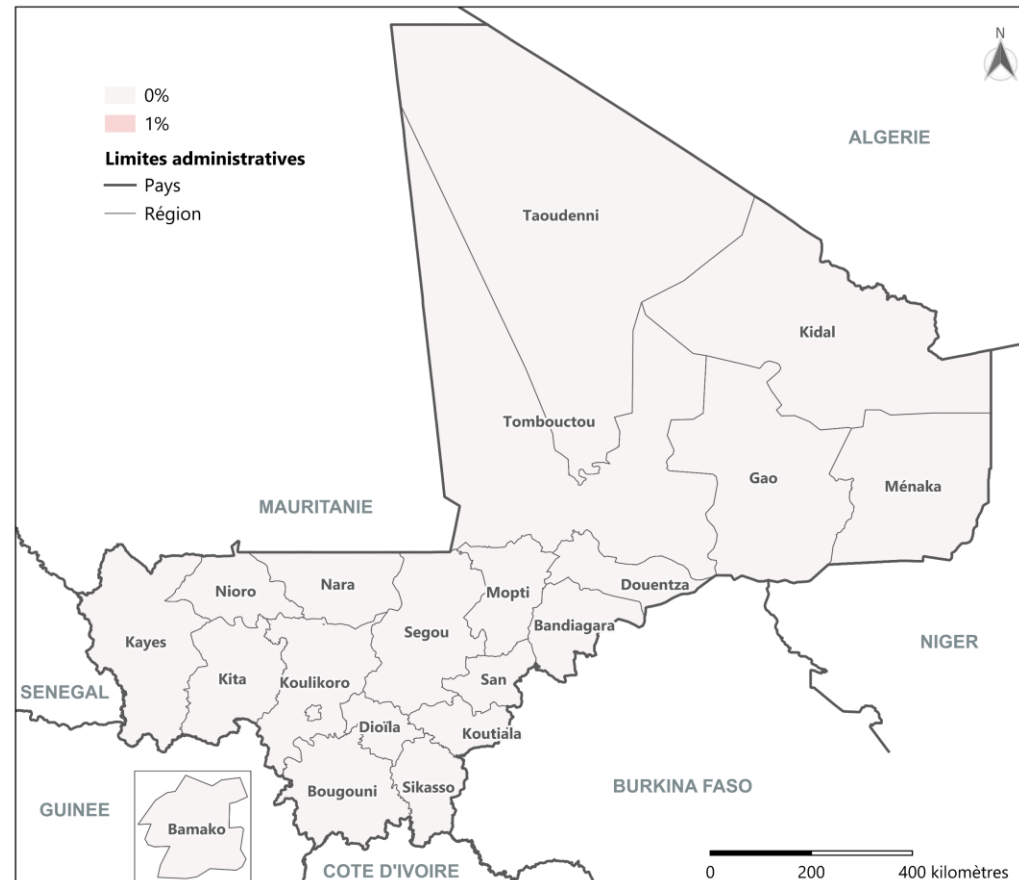 N
0%
1%
Limites administratives
Pays
Région
ALGERIE
Taoudenni
Kidal
Tombouctou
Gao
Ménaka
MAURITANIE
Nioro
Nara
Mopti
Douentza
Kayes
Segou
Bandiagara
NIGER
Kita
Koulikoro
San
SENEGAL
Dioïla
Koutiala
Bougouni
Sikasso
BURKINA FASO
GUINEE
Bamako
COTE D'IVOIRE
0 200 400 kilomètres